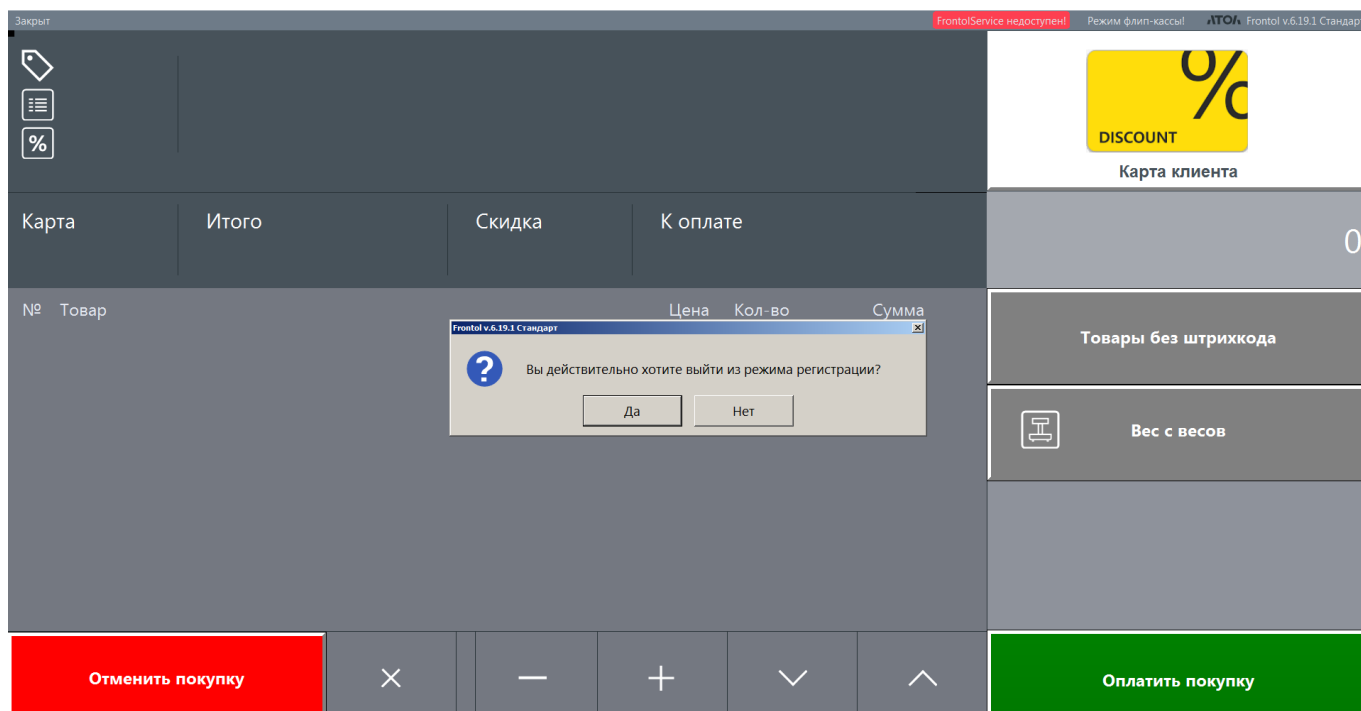 Закрыт
FrontolService недоступен!
Режим флип-кассы!
АТОЛ Frontol v.6.19.1 Стандар
%
%
DISCOUNT
Карта клиента
Карта
Итого
Скидка
К оплате
0
№ Товар
Цена
Кол-во
Сумма
Frontol v.6.19.1 Стандарт
?
Вы действительно хотите выйти из режима регистрации?
Да
Нет
Товары без штрихкода
Вес с весов
Отменить покупку
Оплатить покупку